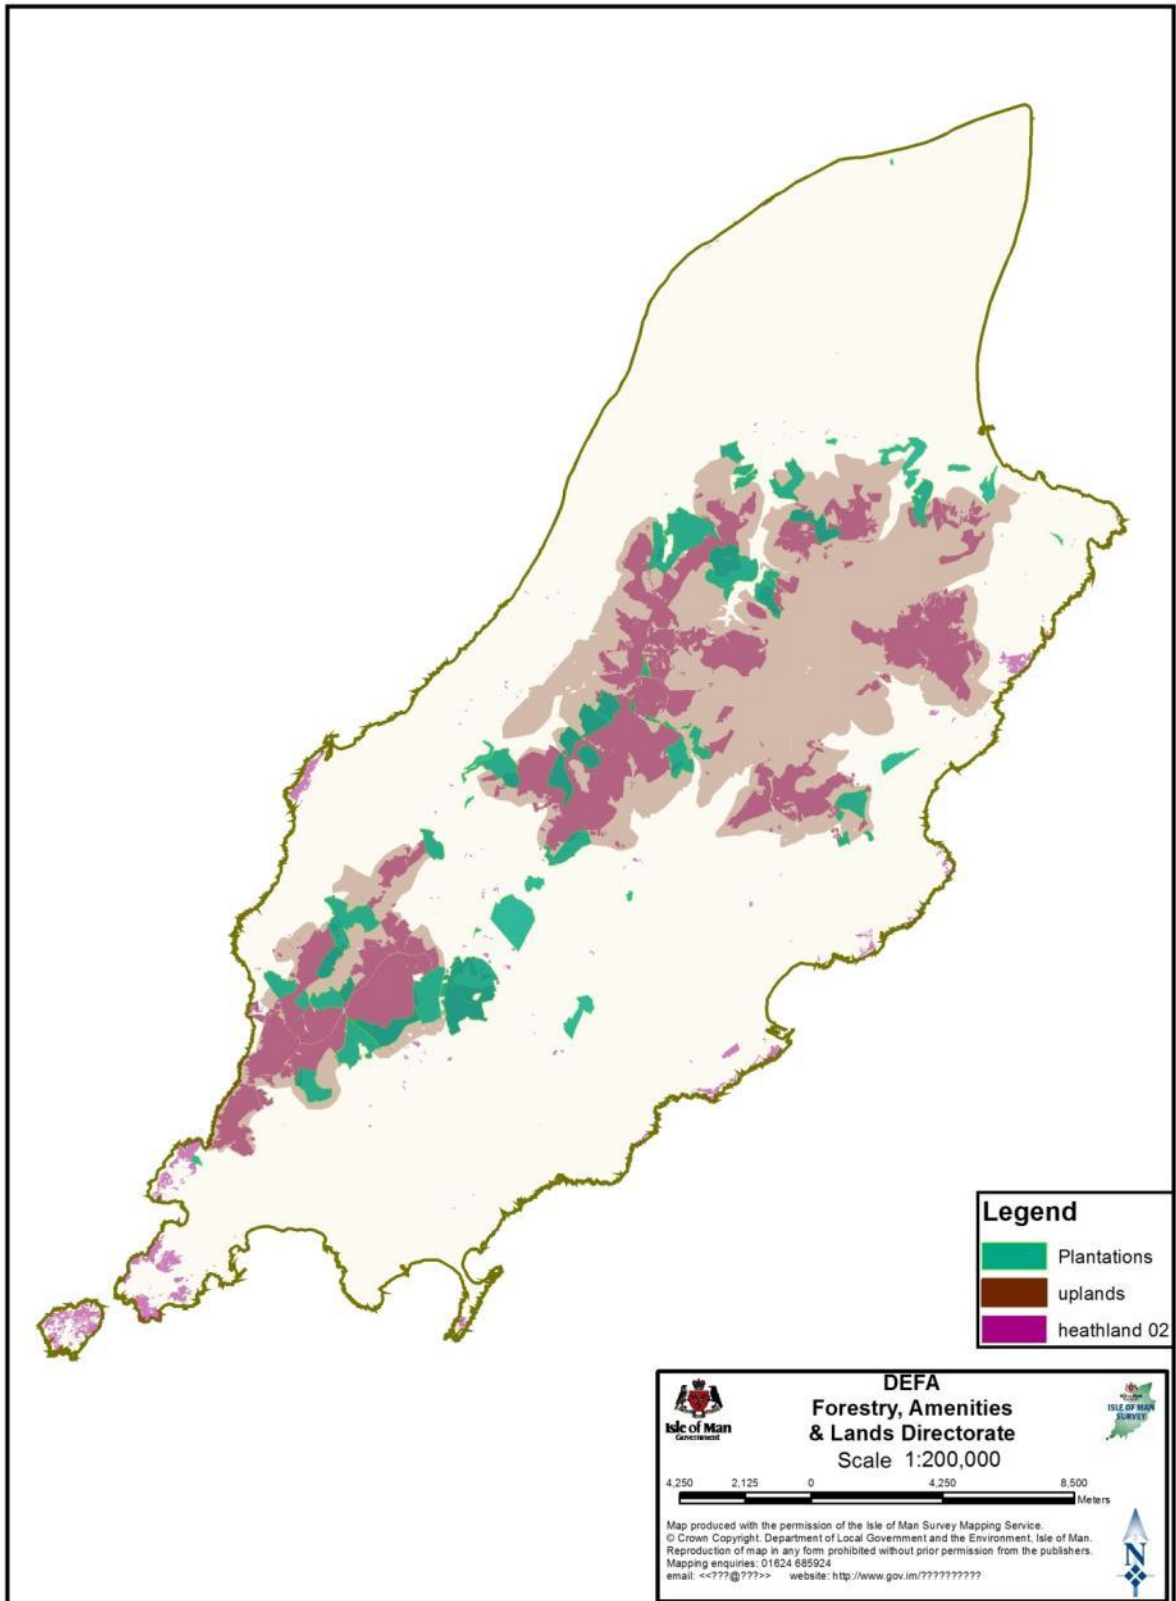 Legend
Plantations
uplands
heathland 02
DEFA
Forestry, Amenities
& Lands Directorate
Scale 1:200,000
Isle of Man
Government
ISLE OF MAN
SURVEY
4,250 2,125 0 4,250 8,500
Meters
Map produced with the permission of the Isle of Man Survey Mapping Service.
© Crown Copyright. Department of Local Government and the Environment, Isle of Man.
Reproduction of map in any form prohibited without prior permission from the publishers.
Mapping enquiries: 01624 685924
email: <<???@???>> website: http://www.gov.im/??????????
N